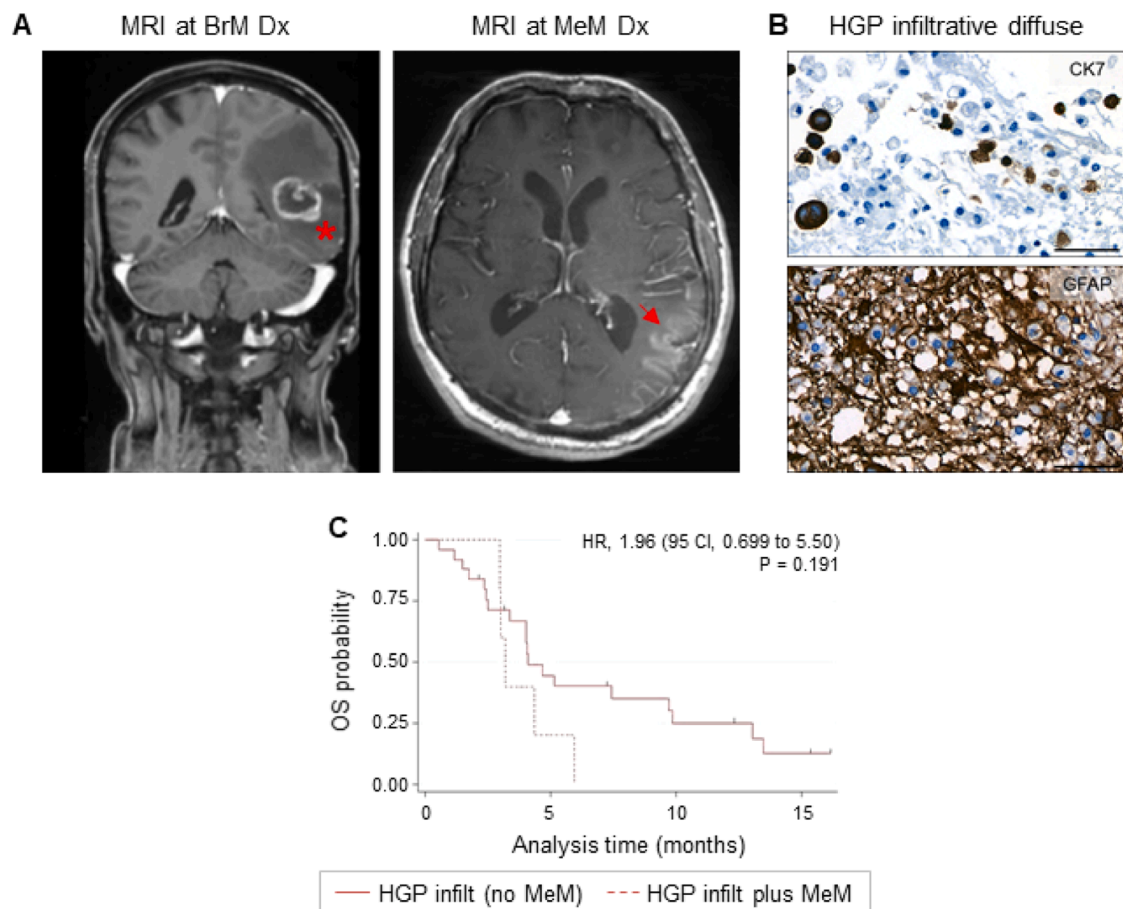 A
MRI at BrM Dx
MRI at MeM Dx
B
HGP infiltrative diffuse
CK7
GFAP
*
C
HR, 1.96 (95 CI, 0.699 to 5.50)
P = 0.191
OS probability
1.00
0.75
0.50
0.25
0.00
0
5
10
15
Analysis time (months)
HGP infilt (no MeM)
HGP infilt plus MeM